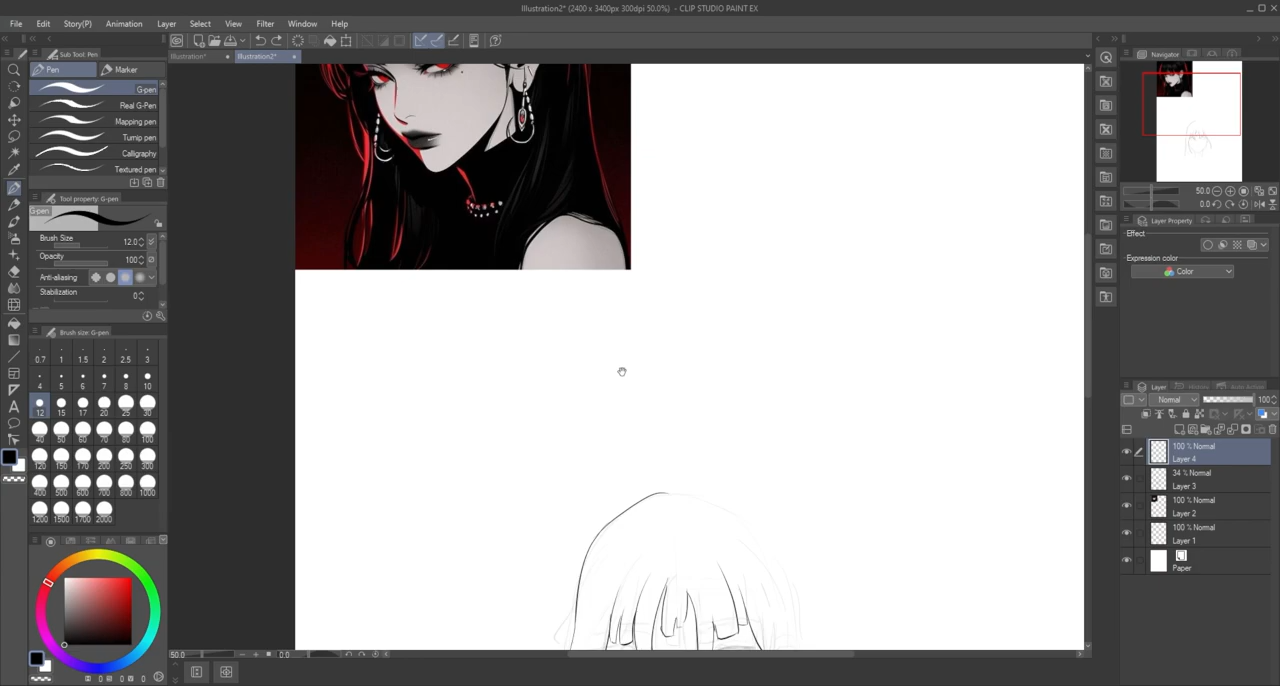 Illustration2* (2400 x 3400px 300dpi 50.0%) - CLIP STUDIO PAINT EX
File Edit Story(P) Animation Layer Select View Filter Window Help
Sub Tool: Pen
Illustration* Illustration2*
Navigator
Pen Marker
G-pen
Real G-Pen
Mapping pen
Turnip pen
Calligraphy
Textured pen
Tool property: G-pen
G-pen
Brush Size 12.0
Opacity 100
Anti-aliasing
Stabilization 0
Brush size: G-pen
0.7 1 1.5 2 2.5 3
4 5 6 7 8 10
12 15 17 20 25 30
40 50 60 70 80 100
120 150 170 200 250 300
400 500 600 700 800 1000
1200 1500 1700 2000
0 0 0
50.0 0.0
50.0
0.0
Layer Property
Effect
Expression color
Color
Layer History Auto Action
Normal 100
100 % Normal
Layer 4
34 % Normal
Layer 3
100 % Normal
Layer 2
100 % Normal
Layer 1
Paper